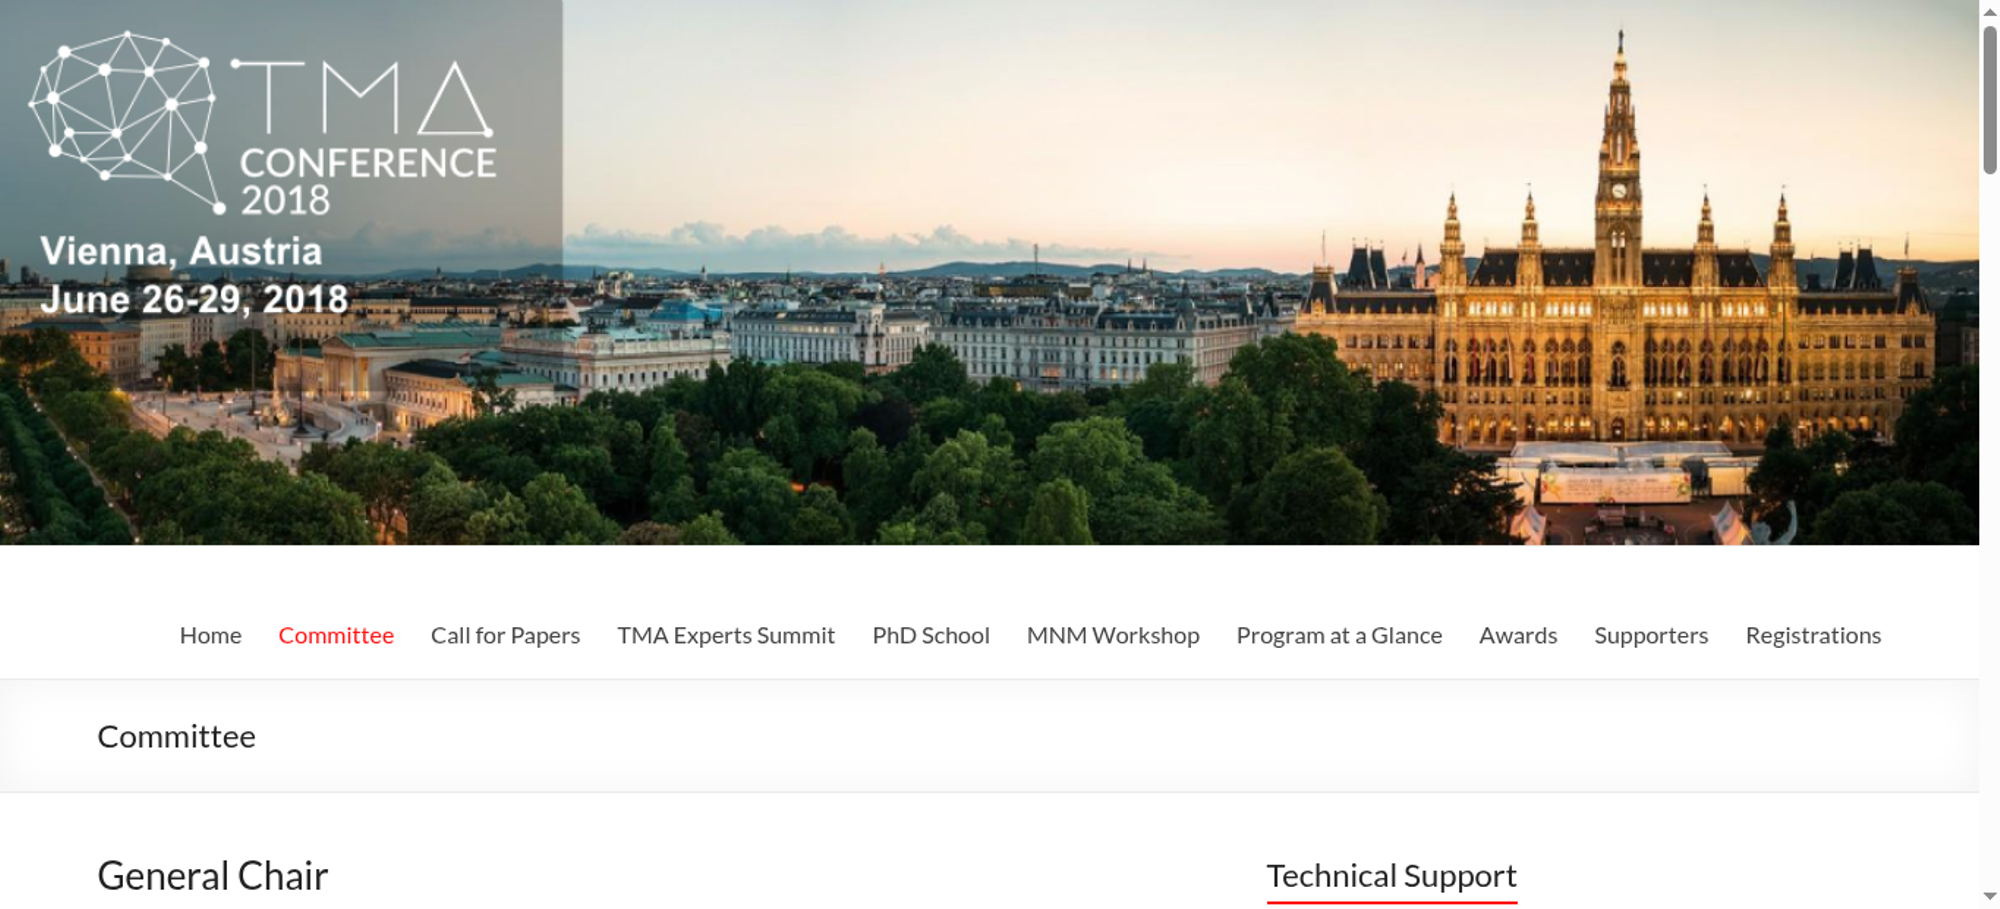 TMA
CONFERENCE
2018
Vienna, Austria
June 26-29, 2018
Home Committee Call for Papers TMA Experts Summit PhD School MNM Workshop Program at a Glance Awards Supporters Registrations
Committee
General Chair
Technical Support